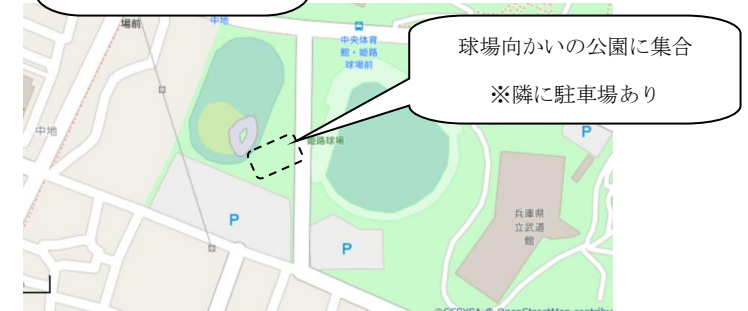 場前
中地
中央体育
館・姫路
球場前
球場向かいの公園に集合
※隣に駐車場あり
中地
姫路球場
P
P
P
兵庫県
立武道
館
OpenStreetMap contribu